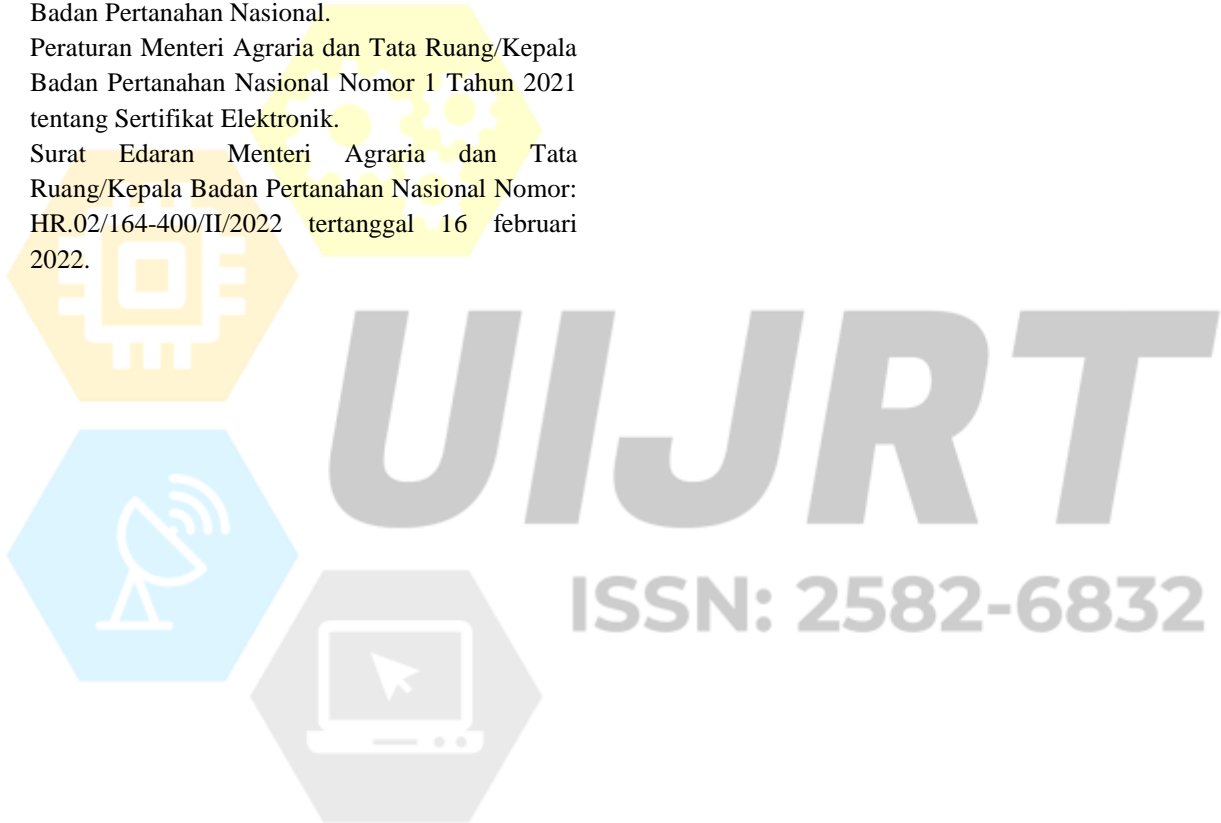 Badan Pertanahan Nasional.
Peraturan Menteri Agraria dan Tata Ruang/Kepala
Badan Pertanahan Nasional Nomor 1 Tahun 2021
tentang Sertifikat Elektronik.
Surat Edaran Menteri Agraria dan Tata
Ruang/Kepala Badan Pertanahan Nasional Nomor:
HR.02/164-400/II/2022 tertanggal 16 februari
2022.
UIJRT
ISSN: 2582-6832